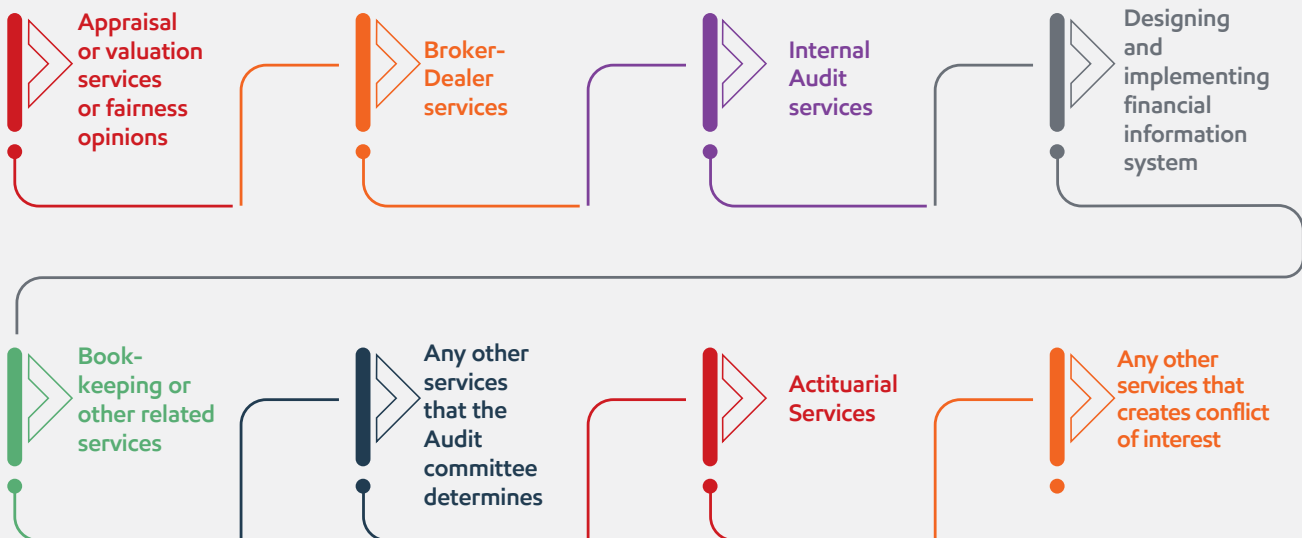 Appraisal
or valuation
services
or fairness
opinions
Broker-
Dealer
services
Internal
Audit
services
Designing
and
implementing
financial
information
system
Book-
keeping or
other related
services
Any other
services
that the
Audit
committee
determines
Actituarial
Services
Any other
services that
creates conflict
of interest